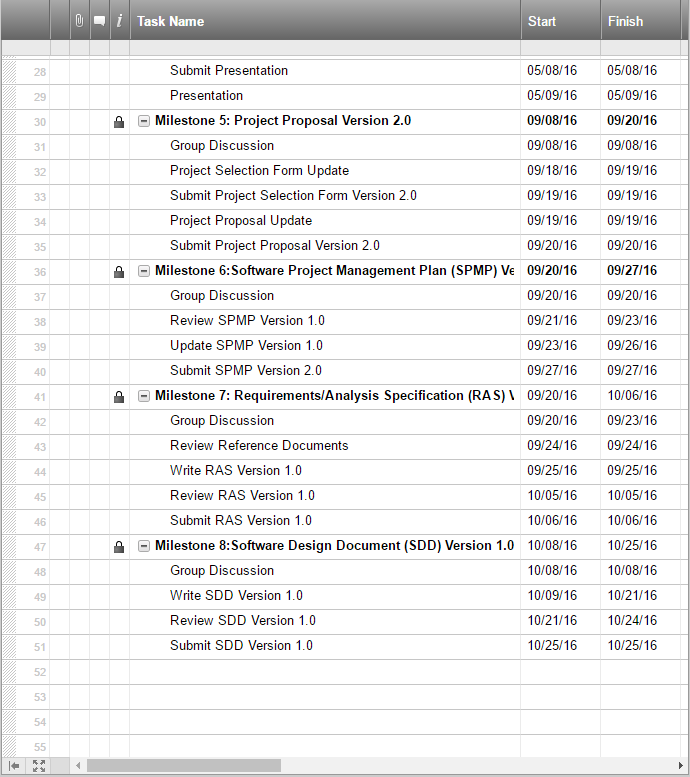 Task Name Start Finish
28 Submit Presentation 05/08/16 05/08/16
29 Presentation 05/09/16 05/09/16
30 Milestone 5: Project Proposal Version 2.0 09/08/16 09/20/16
31 Group Discussion 09/08/16 09/08/16
32 Project Selection Form Update 09/18/16 09/19/16
33 Submit Project Selection Form Version 2.0 09/19/16 09/19/16
34 Project Proposal Update 09/19/16 09/19/16
35 Submit Project Proposal Version 2.0 09/20/16 09/20/16
36 Milestone 6:Software Project Management Plan (SPMP) Ve 09/20/16 09/27/16
37 Group Discussion 09/20/16 09/20/16
38 Review SPMP Version 1.0 09/21/16 09/23/16
39 Update SPMP Version 1.0 09/23/16 09/26/16
40 Submit SPMP Version 2.0 09/27/16 09/27/16
41 Milestone 7: Requirements/Analysis Specification (RAS) V 09/20/16 10/06/16
42 Group Discussion 09/20/16 09/23/16
43 Review Reference Documents 09/24/16 09/24/16
44 Write RAS Version 1.0 09/25/16 09/25/16
45 Review RAS Version 1.0 10/05/16 10/05/16
46 Submit RAS Version 1.0 10/06/16 10/06/16
47 Milestone 8:Software Design Document (SDD) Version 1.0 10/08/16 10/25/16
48 Group Discussion 10/08/16 10/08/16
49 Write SDD Version 1.0 10/09/16 10/21/16
50 Review SDD Version 1.0 10/21/16 10/24/16
51 Submit SDD Version 1.0 10/25/16 10/25/16
52
53
54
55